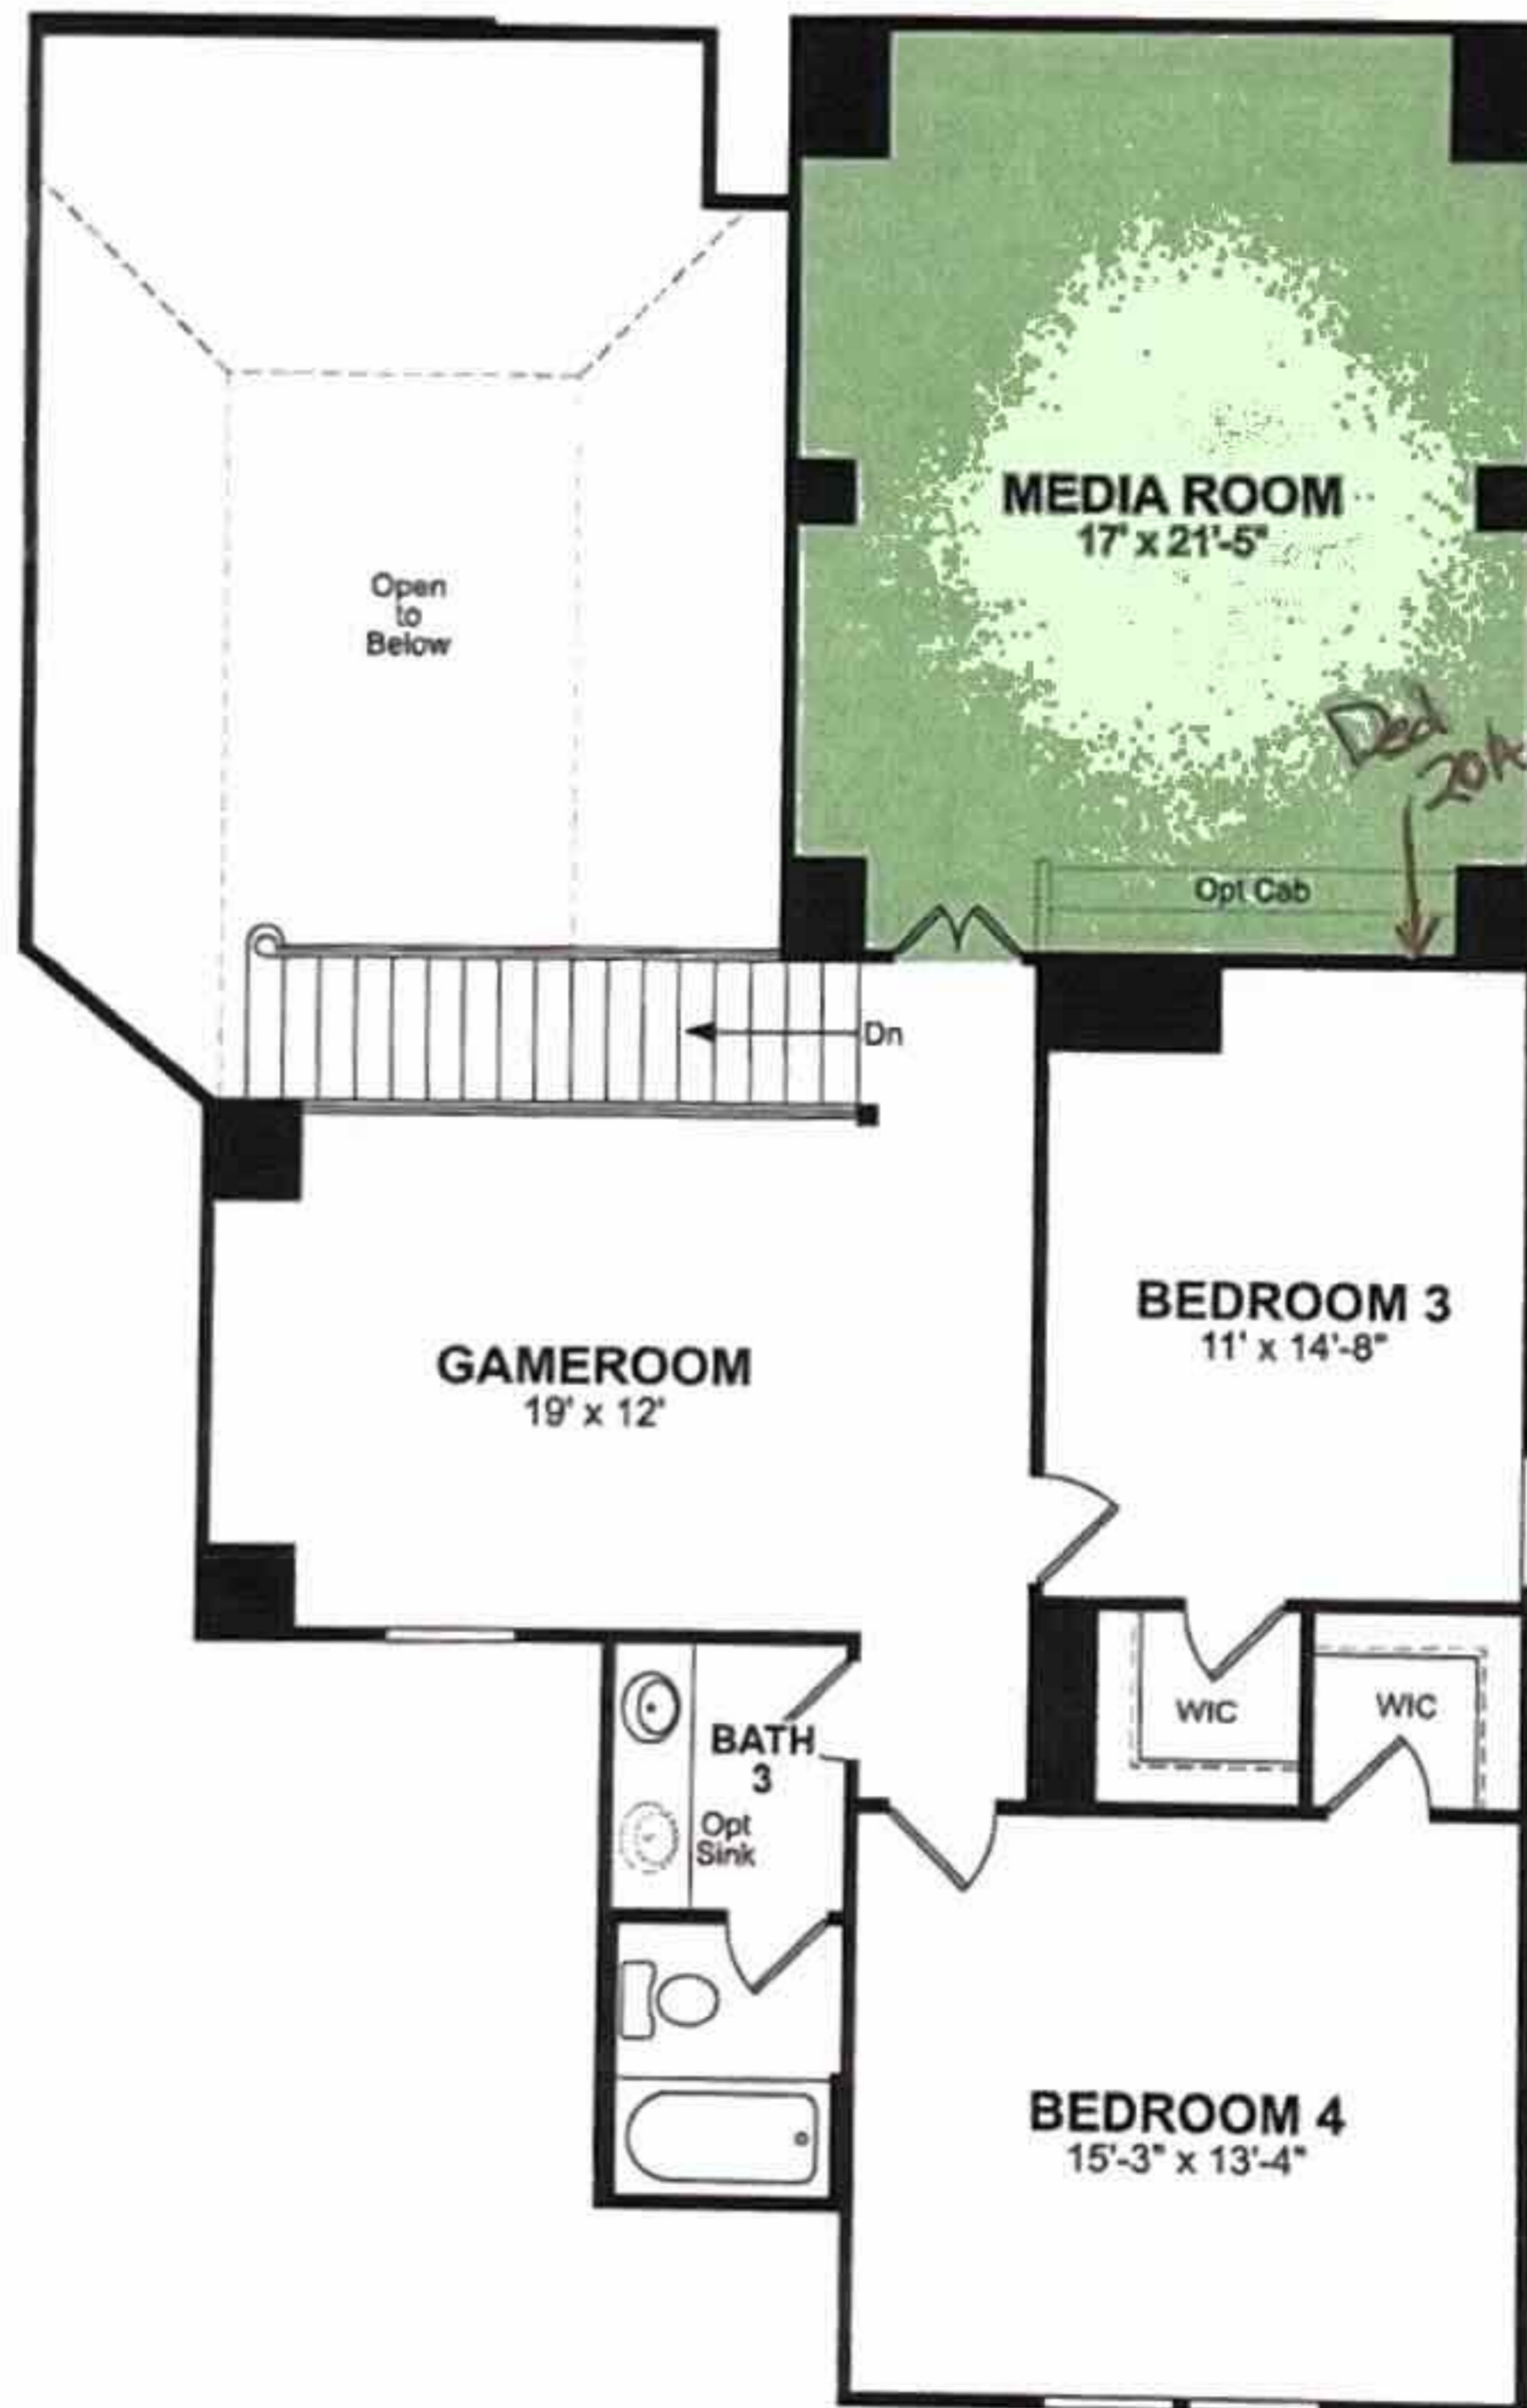 MEDIA ROOM
17' x 21'-5"
Open
to
Below
Ded
Opt Cab
Dn
BEDROOM 3
11' x 14'-8"
GAMEROOM
19' x 12'
WIC
WIC
BATH
3
Opt
Sink
BEDROOM 4
15'-3" x 13'-4"